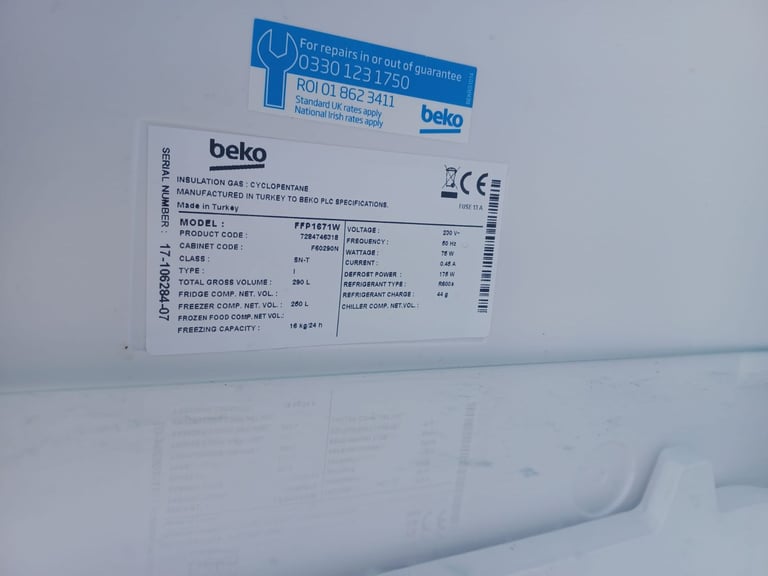 For repairs in or out of guarantee
0330 123 1750
ROI 01 862 3411
Standard UK rates apply
National Irish rates apply
beko
beko
SERIAL NUMBER : 17-106284-07
INSULATION GAS : CYCLOPENTANE
MANUFACTURED IN TURKEY TO BEKO PLC SPECIFICATIONS.
Made in Turkey
CE
FUSE 13 A
MODEL : FFP1671W
PRODUCT CODE : 7284746318
CABINET CODE : F60290N
CLASS : SN-T
TYPE : I
TOTAL GROSS VOLUME : 290 L
FRIDGE COMP. NET. VOL. :
FREEZER COMP. NET. VOL. : 250 L
FROZEN FOOD COMP. NET VOL.:
FREEZING CAPACITY : 16 kg/24 h
VOLTAGE : 230 V~
FREQUENCY : 50 Hz
WATTAGE : 75 W
CURRENT : 0.45 A
DEFROST POWER : 175 W
REFRIGERANT TYPE : R600a
REFRIGERANT CHARGE : 44 g
CHILLER COMP. NET.VOL. :